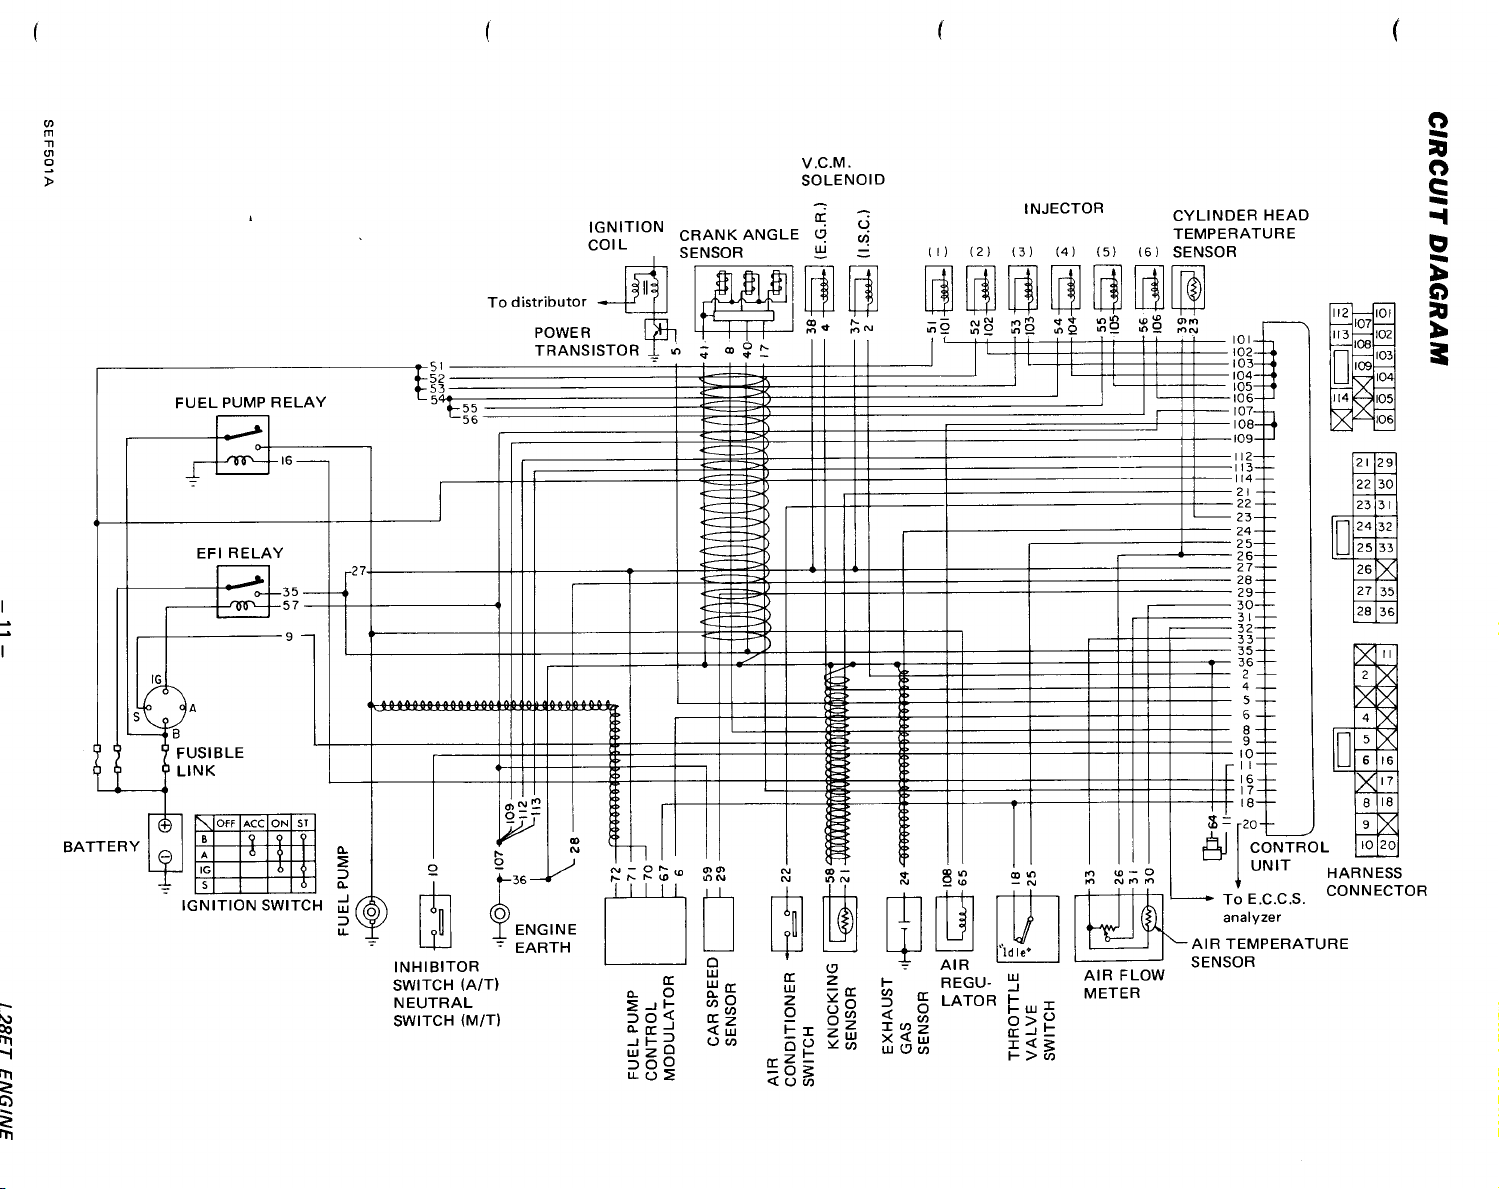 CIRCUIT DIAGRAM
SEF501A
- 11 -
L28ET ENGINE
V.C.M.
SOLENOID
(E.G.R.)
(I.S.C.)
INJECTOR
(1) (2) (3) (4) (5) (6)
CYLINDER HEAD
TEMPERATURE
SENSOR
IGNITION
COIL
CRANK ANGLE
SENSOR
To distributor
POWER
TRANSISTOR
5 41 8 40 17
38 4 37 2
51 101 52 102 53 103 54 104 55 105 56 106 39 23
51
52
53
54
55
56
FUEL PUMP RELAY
16
EFI RELAY
27
35
57
9
IG
S
A
B
FUSIBLE
LINK
BATTERY
OFF ACC ON ST
B
A
IG
S
IGNITION SWITCH
FUEL PUMP
10
INHIBITOR
SWITCH (A/T)
NEUTRAL
SWITCH (M/T)
109 112 113
107
36
28
ENGINE
EARTH
72 71 70 67 6
FUEL PUMP
CONTROL
MODULATOR
59 29
CAR SPEED
SENSOR
22
AIR
CONDITIONER
SWITCH
58 21
KNOCKING
SENSOR
24
EXHAUST
GAS
SENSOR
108 65
AIR
REGU-
LATOR
18 25
"Idle"
THROTTLE
VALVE
SWITCH
33 26 31 30
AIR FLOW
METER
AIR TEMPERATURE
SENSOR
To E.C.C.S.
analyzer
64
CONTROL
UNIT
101
102
103
104
105
106
107
108
109
112
113
114
21
22
23
24
25
26
27
28
29
30
31
32
33
35
36
2
4
5
6
8
9
10
11
16
17
18
20
112 107 101
113 108 102
109 103
104
114 105
106
21 29
22 30
23 31
24 32
25 33
26
27 35
28 36
11
2
4
5
6 16
17
8 18
9
10 20
HARNESS
CONNECTOR